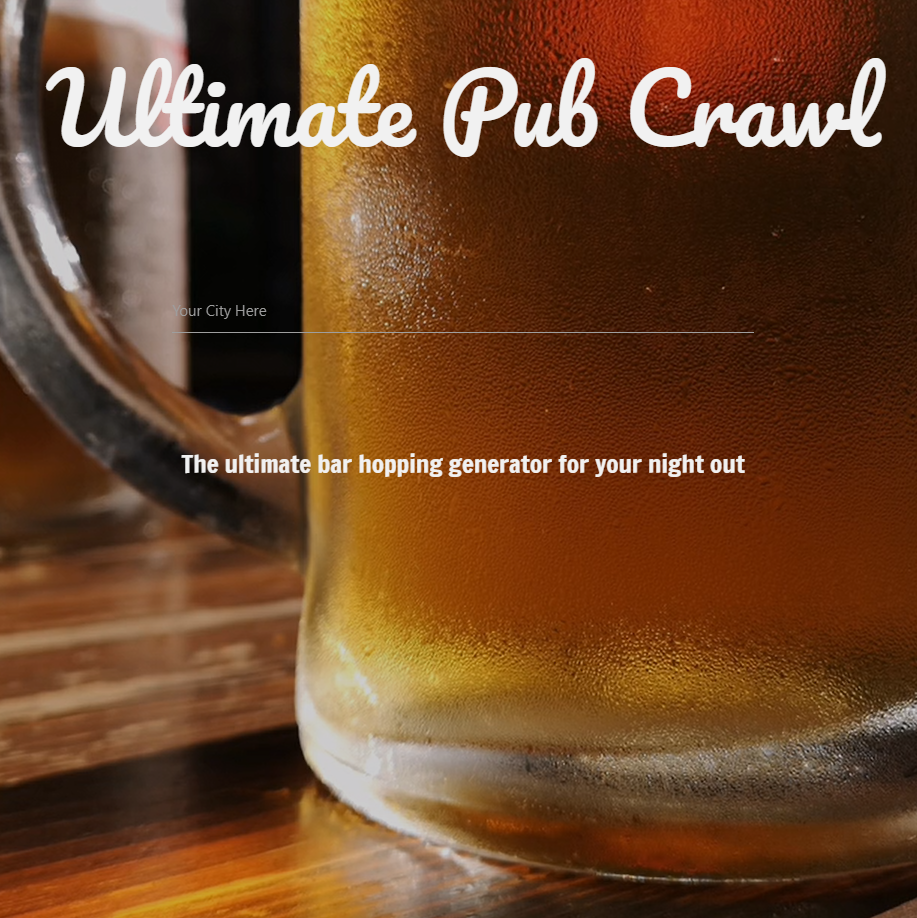 Ultimate Pub Crawl
Your City Here
The ultimate bar hopping generator for your night out